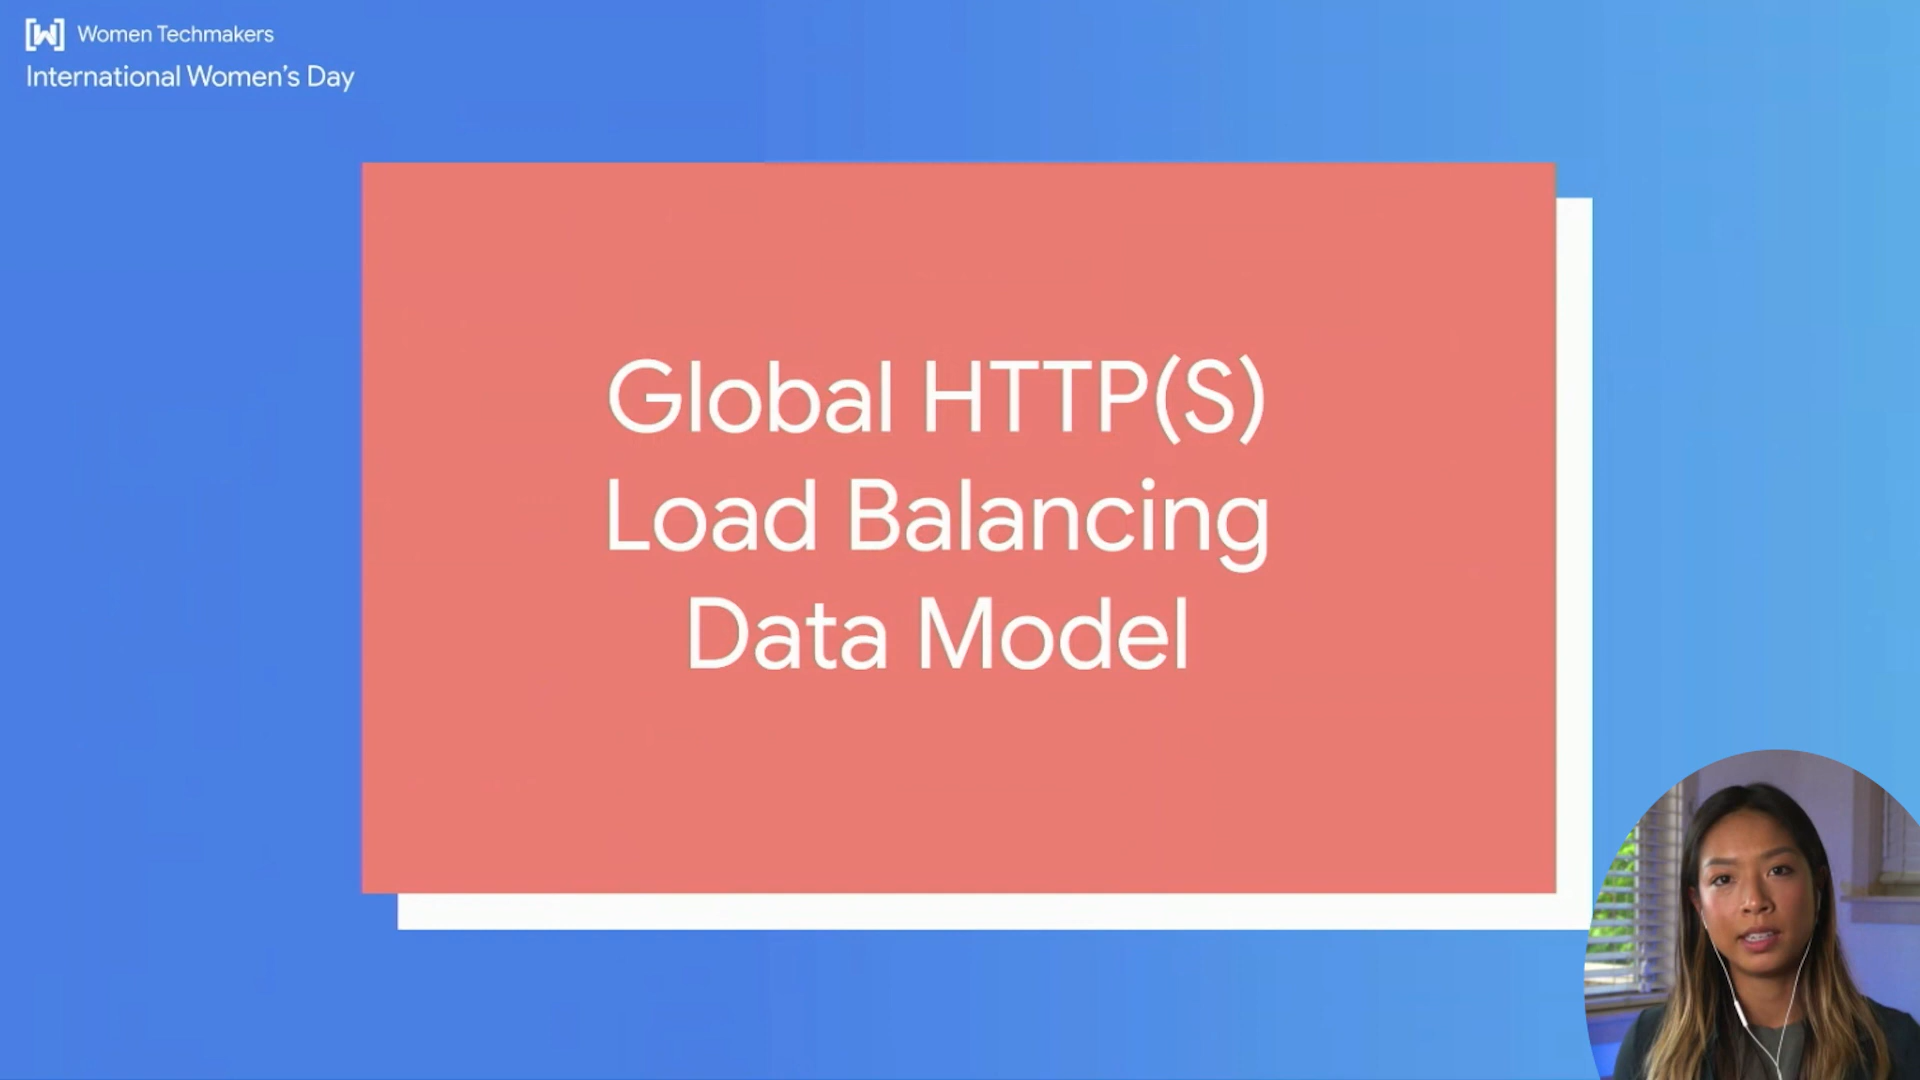 Women Techmakers
International Women's Day
Global HTTP(S)
Load Balancing
Data Model